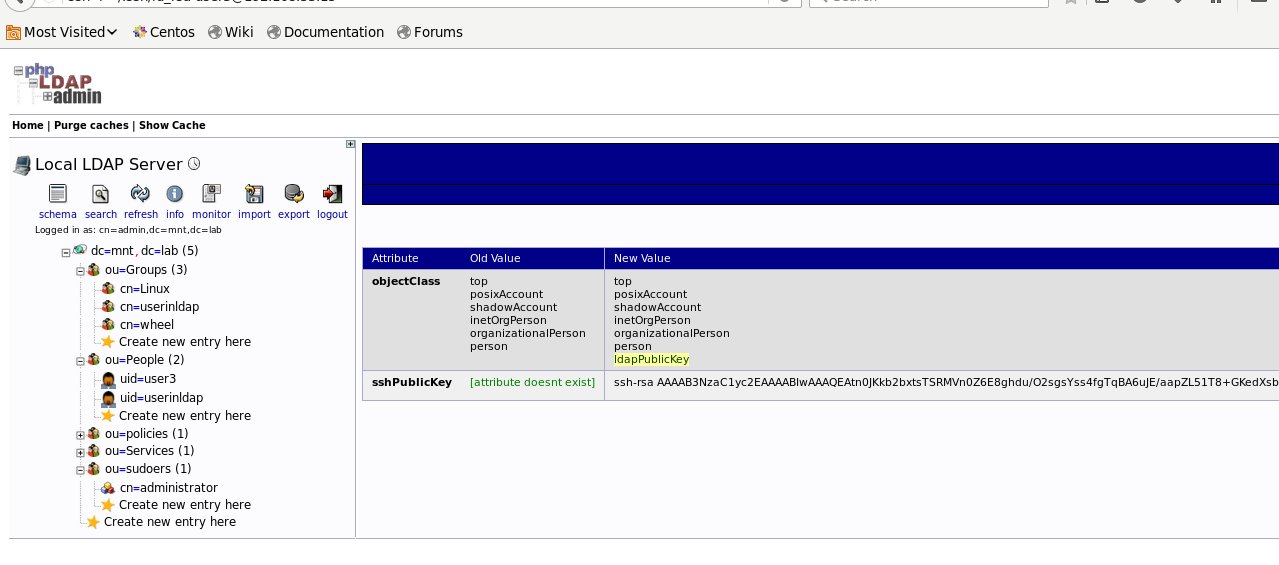 Most Visited Centos Wiki Documentation Forums
php
LDAP
admin
Home | Purge caches | Show Cache
Local LDAP Server
schema search refresh info monitor import export logout
Logged in as: cn=admin,dc=mnt,dc=lab
dc=mnt,dc=lab (5)
ou=Groups (3)
cn=Linux
cn=userinldap
cn=wheel
Create new entry here
ou=People (2)
uid=user3
uid=userinldap
Create new entry here
ou=policies (1)
ou=Services (1)
ou=sudoers (1)
cn=administrator
Create new entry here
Create new entry here
Attribute Old Value New Value
objectClass top top
posixAccount posixAccount
shadowAccount shadowAccount
inetOrgPerson inetOrgPerson
organizationalPerson organizationalPerson
person person
ldapPublicKey
sshPublicKey [attribute doesnt exist] ssh-rsa